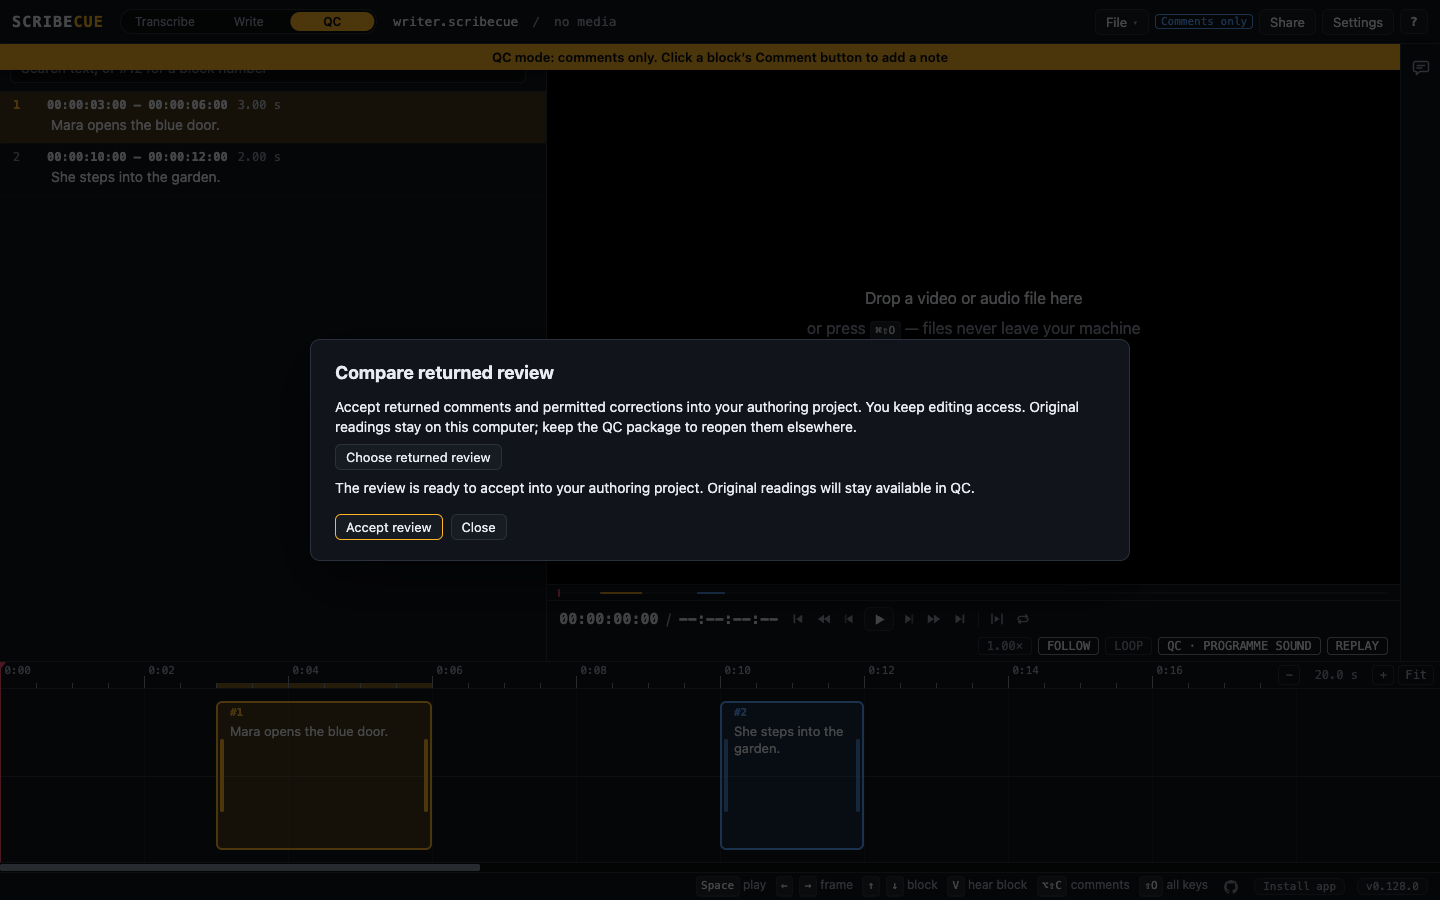 SCRIBECUE
Transcribe
Write
QC
writer.scribecue / no media
File
Comments only
Share
Settings
?
QC mode: comments only. Click a block's Comment button to add a note
Search text, or #12 for a block number
1 00:00:03:00 — 00:00:06:00 3.00 s
Mara opens the blue door.
2 00:00:10:00 — 00:00:12:00 2.00 s
She steps into the garden.
Drop a video or audio file here
or press ⌘⇧O — files never leave your machine
Compare returned review
Accept returned comments and permitted corrections into your authoring project. You keep editing access. Original
readings stay on this computer; keep the QC package to reopen them elsewhere.
Choose returned review
The review is ready to accept into your authoring project. Original readings will stay available in QC.
Accept review
Close
00:00:00:00 / ——:——:——:——
1.00×
FOLLOW
LOOP
QC · PROGRAMME SOUND
REPLAY
0:00 0:02 0:04 0:06 0:08 0:10 0:12 0:14 0:16
− 20.0 s + Fit
#1
Mara opens the blue door.
#2
She steps into the
garden.
Space play ← → frame ↑ ↓ block V hear block ⌥⇧C comments ⇧O all keys
Install app
v0.128.0